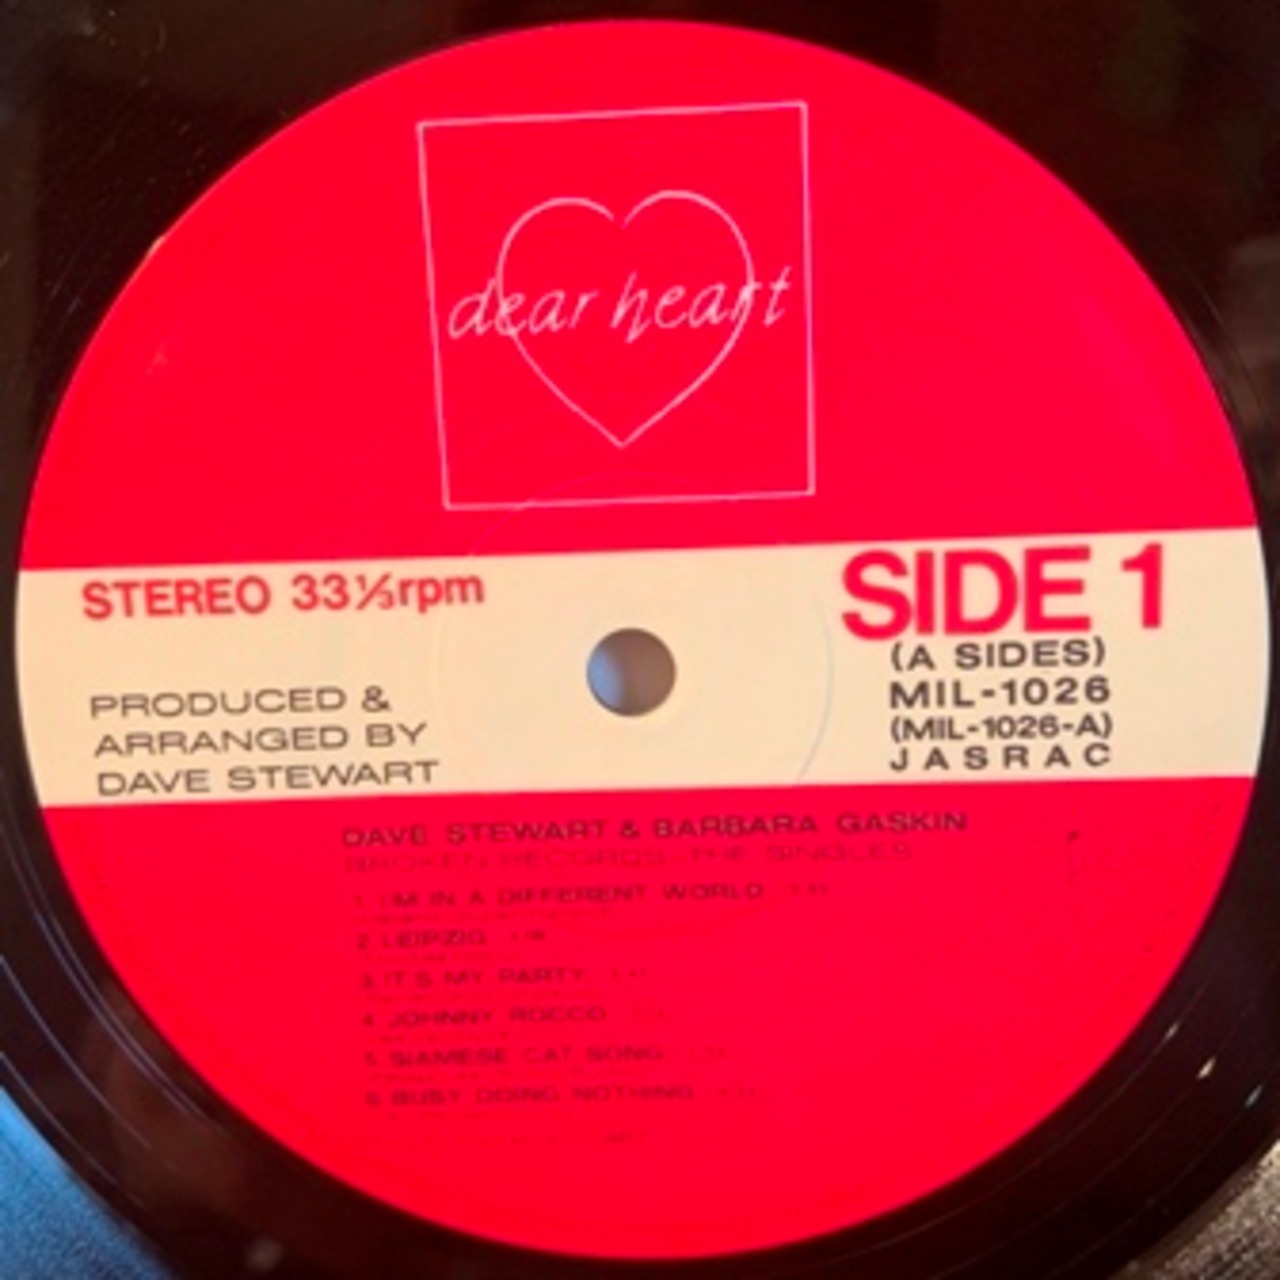 dear heart
STEREO 33⅓rpm
SIDE 1
(A SIDES)
MIL-1026
(MIL-1026-A)
JASRAC
PRODUCED &
ARRANGED BY
DAVE STEWART
DAVE STEWART & BARBARA GASKIN
BROKEN RECORDS-THE SINGLES
1 I'M IN A DIFFERENT WORLD
2 LEIPZIG
3 IT'S MY PARTY
4 JOHNNY ROCCO
5 SIAMESE CAT SONG
6 BUSY DOING NOTHING